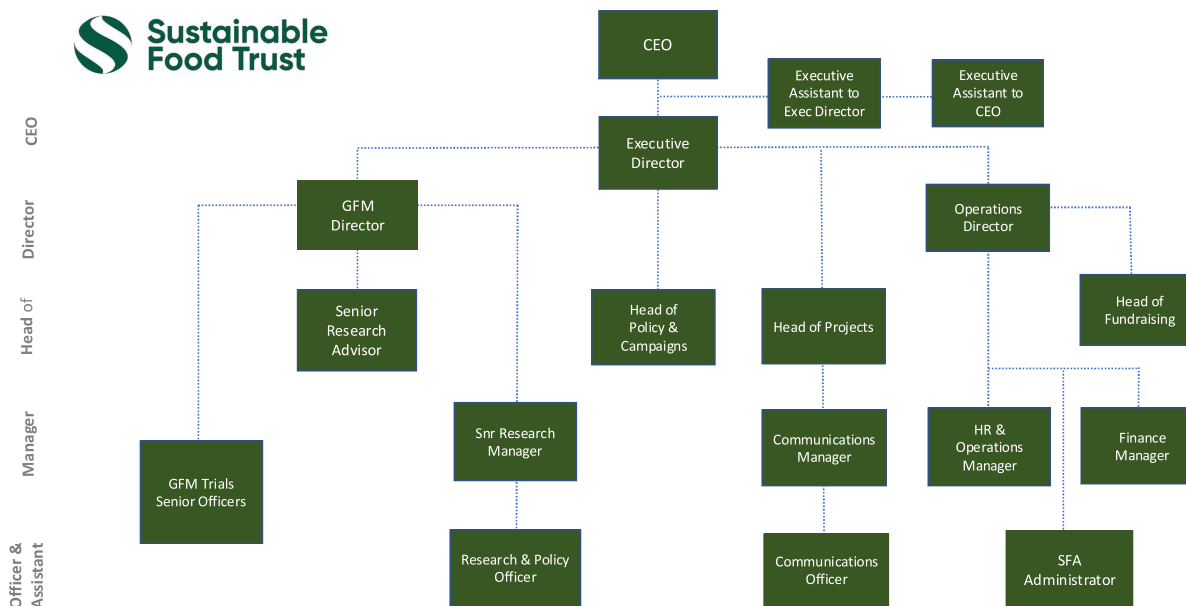 Sustainable
Food Trust
CEO
Executive
Assistant to
Exec Director
Executive
Assistant to
CEO
CEO
Executive
Director
Director
GFM
Director
Operations
Director
Head of
Senior
Research
Advisor
Head of
Policy &
Campaigns
Head of Projects
Head of
Fundraising
Manager
GFM Trials
Senior Officers
Snr Research
Manager
Communications
Manager
HR &
Operations
Manager
Finance
Manager
Officer &
Assistant
Research & Policy
Officer
Communications
Officer
SFA
Administrator